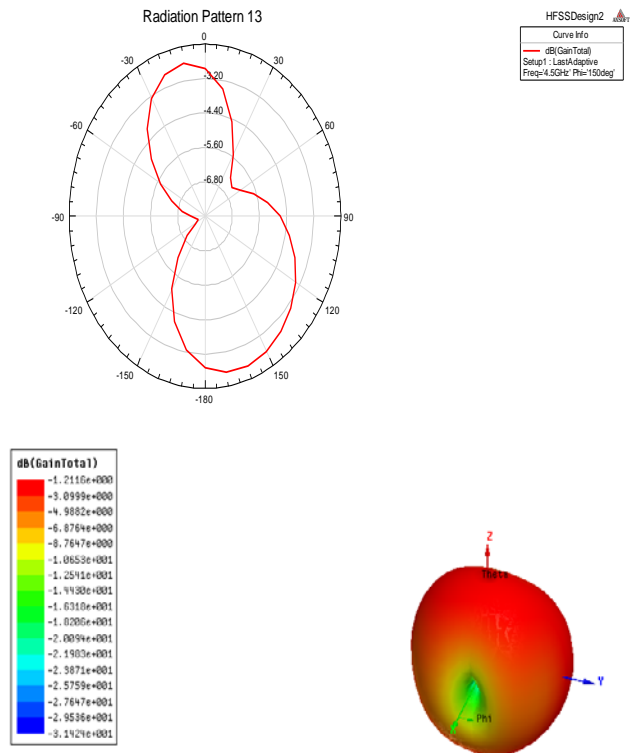 Radiation Pattern 13
HFSSDesign2
ANSOFT
Curve Info
dB(GainTotal)
Setup1 : LastAdaptive
Freq='4.5GHz' Phi='150deg'
0
-30
30
-3.20
-4.40
-60
60
-5.60
-6.80
-90
90
-120
120
-150
150
-180
dB(GainTotal)
-1.2116e+000
-3.0999e+000
-4.9882e+000
-6.8764e+000
-8.7647e+000
-1.0653e+001
-1.2541e+001
-1.4430e+001
-1.6318e+001
-1.8206e+001
-2.0094e+001
-2.1983e+001
-2.3871e+001
-2.5759e+001
-2.7647e+001
-2.9536e+001
-3.1424e+001
Z
Theta
Y
Phi